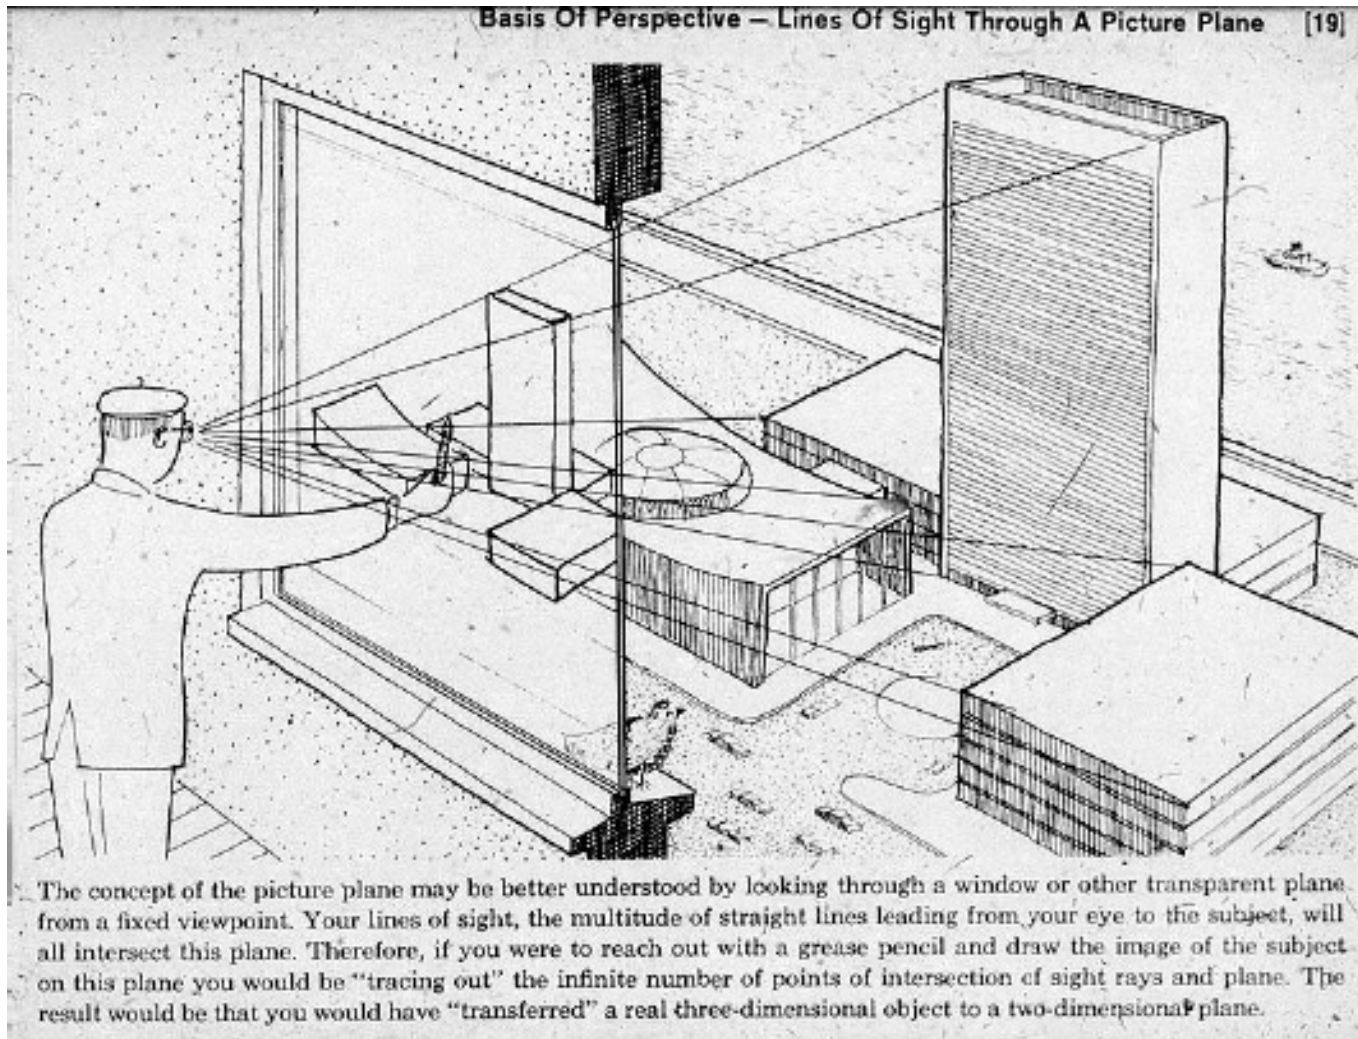 Basis Of Perspective — Lines Of Sight Through A Picture Plane [19]
The concept of the picture plane may be better understood by looking through a window or other transparent plane
from a fixed viewpoint. Your lines of sight, the multitude of straight lines leading from your eye to the subject, will
all intersect this plane. Therefore, if you were to reach out with a grease pencil and draw the image of the subject
on this plane you would be “tracing out” the infinite number of points of intersection of sight rays and plane. The
result would be that you would have “transferred” a real three-dimensional object to a two-dimensional plane.